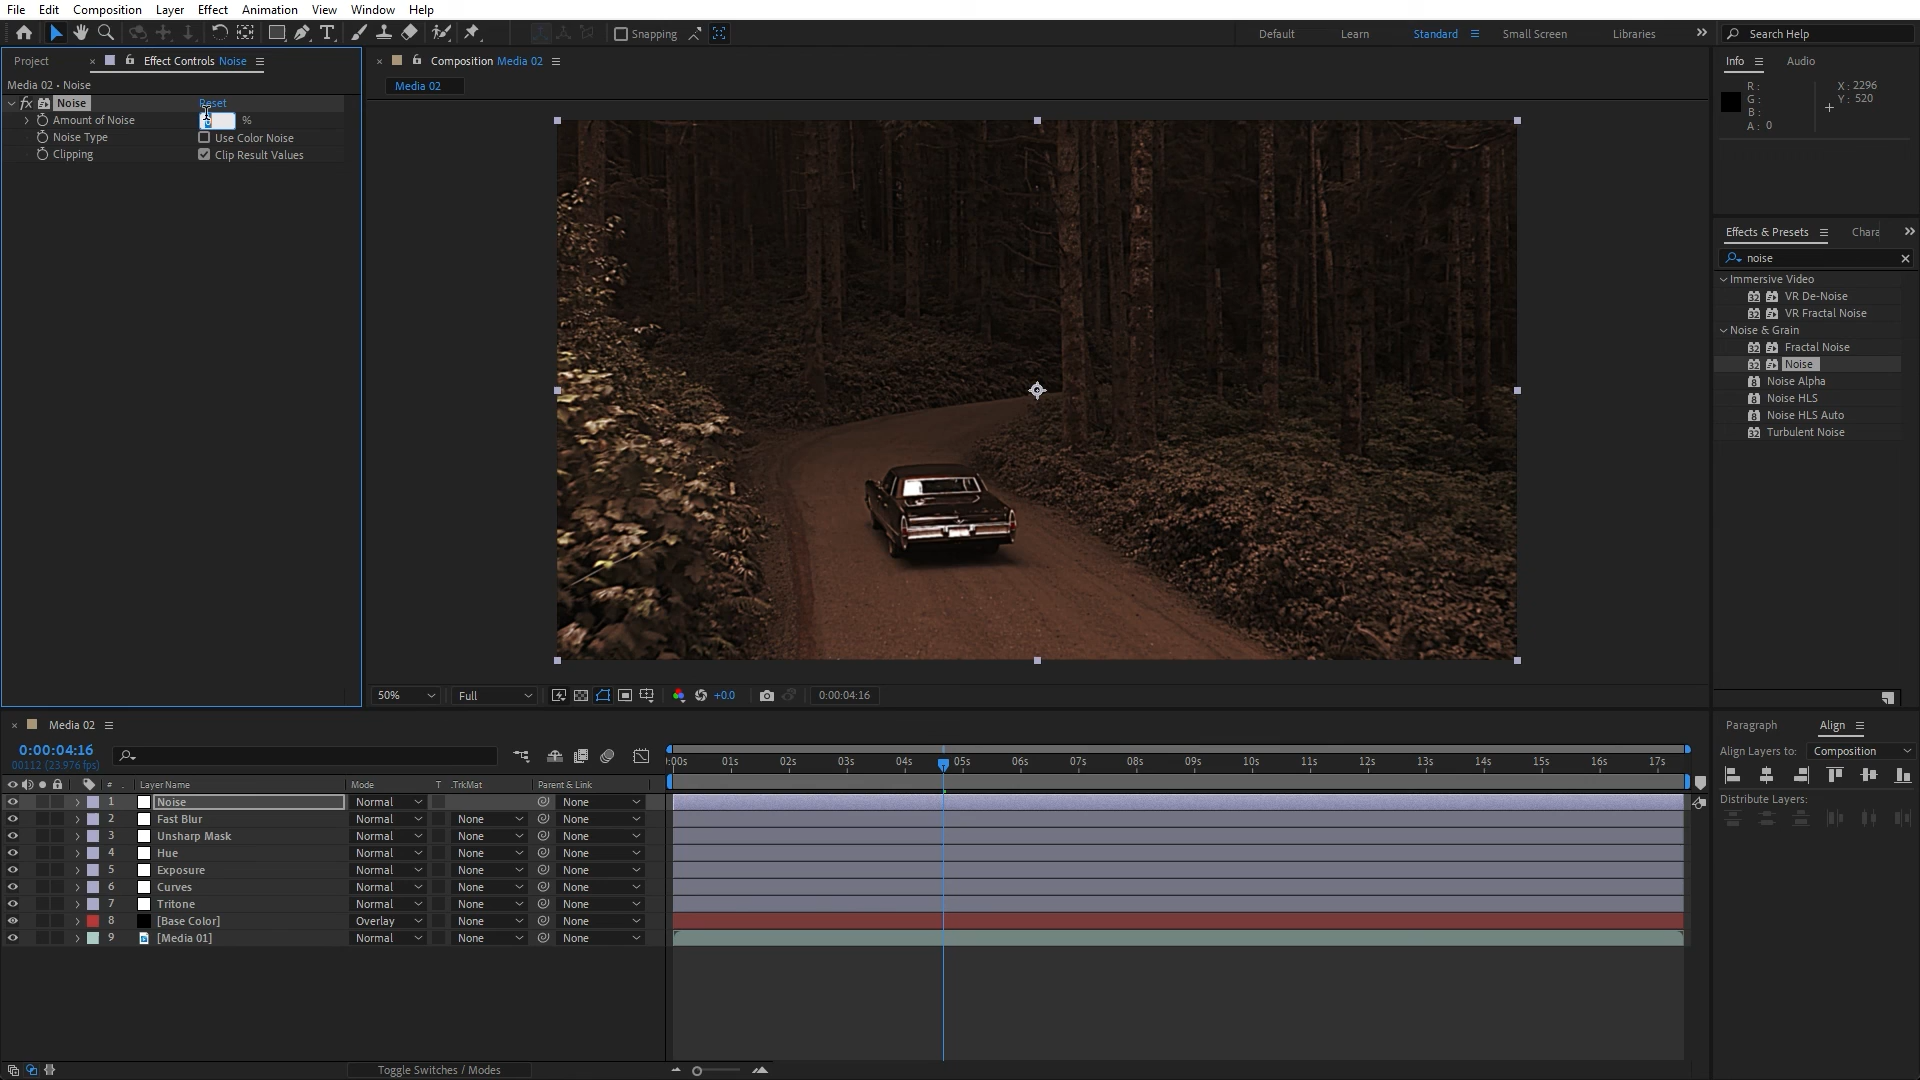 File Edit Composition Layer Effect Animation View Window Help
Snapping Default Learn Standard Small Screen Libraries Search Help
Project Effect Controls Noise
Media 02 • Noise
fx Noise Reset
Amount of Noise %
Noise Type Use Color Noise
Clipping Clip Result Values
Composition Media 02
Media 02
50% Full +0.0 0:00:04:16
Info Audio
R : X : 2296
G : Y : 520
B :
A : 0
Effects & Presets Chara
noise
Immersive Video
32 VR De-Noise
32 VR Fractal Noise
Noise & Grain
32 Fractal Noise
32 Noise
8 Noise Alpha
8 Noise HLS
8 Noise HLS Auto
32 Turbulent Noise
Media 02
0:00:04:16
00112 (23.976 fps)
:00s 01s 02s 03s 04s 05s 06s 07s 08s 09s 10s 11s 12s 13s 14s 15s 16s 17s
# . Layer Name Mode T .TrkMat Parent & Link
1 Noise Normal None
2 Fast Blur Normal None None
3 Unsharp Mask Normal None None
4 Hue Normal None None
5 Exposure Normal None None
6 Curves Normal None None
7 Tritone Normal None None
8 [Base Color] Overlay None None
9 [Media 01] Normal None None
Toggle Switches / Modes
Paragraph Align
Align Layers to: Composition
Distribute Layers: